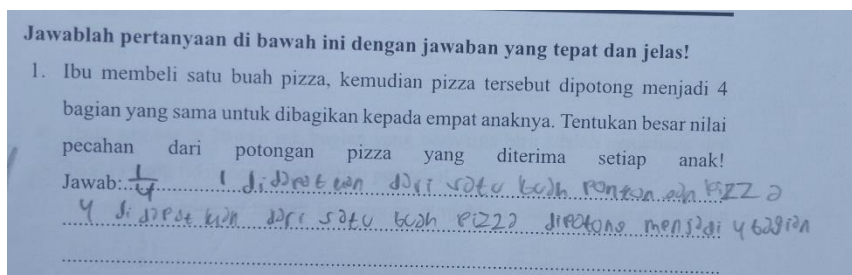 Jawablah pertanyaan di bawah ini dengan jawaban yang tepat dan jelas!
1. Ibu membeli satu buah pizza, kemudian pizza tersebut dipotong menjadi 4
bagian yang sama untuk dibagikan kepada empat anaknya. Tentukan besar nilai
pecahan dari potongan pizza yang diterima setiap anak!
Jawab: 1/4 1 didapatkan dari satu buah pizza
4 di dapat kan dari satu buah pizza dipotong menjadi 4 bagian